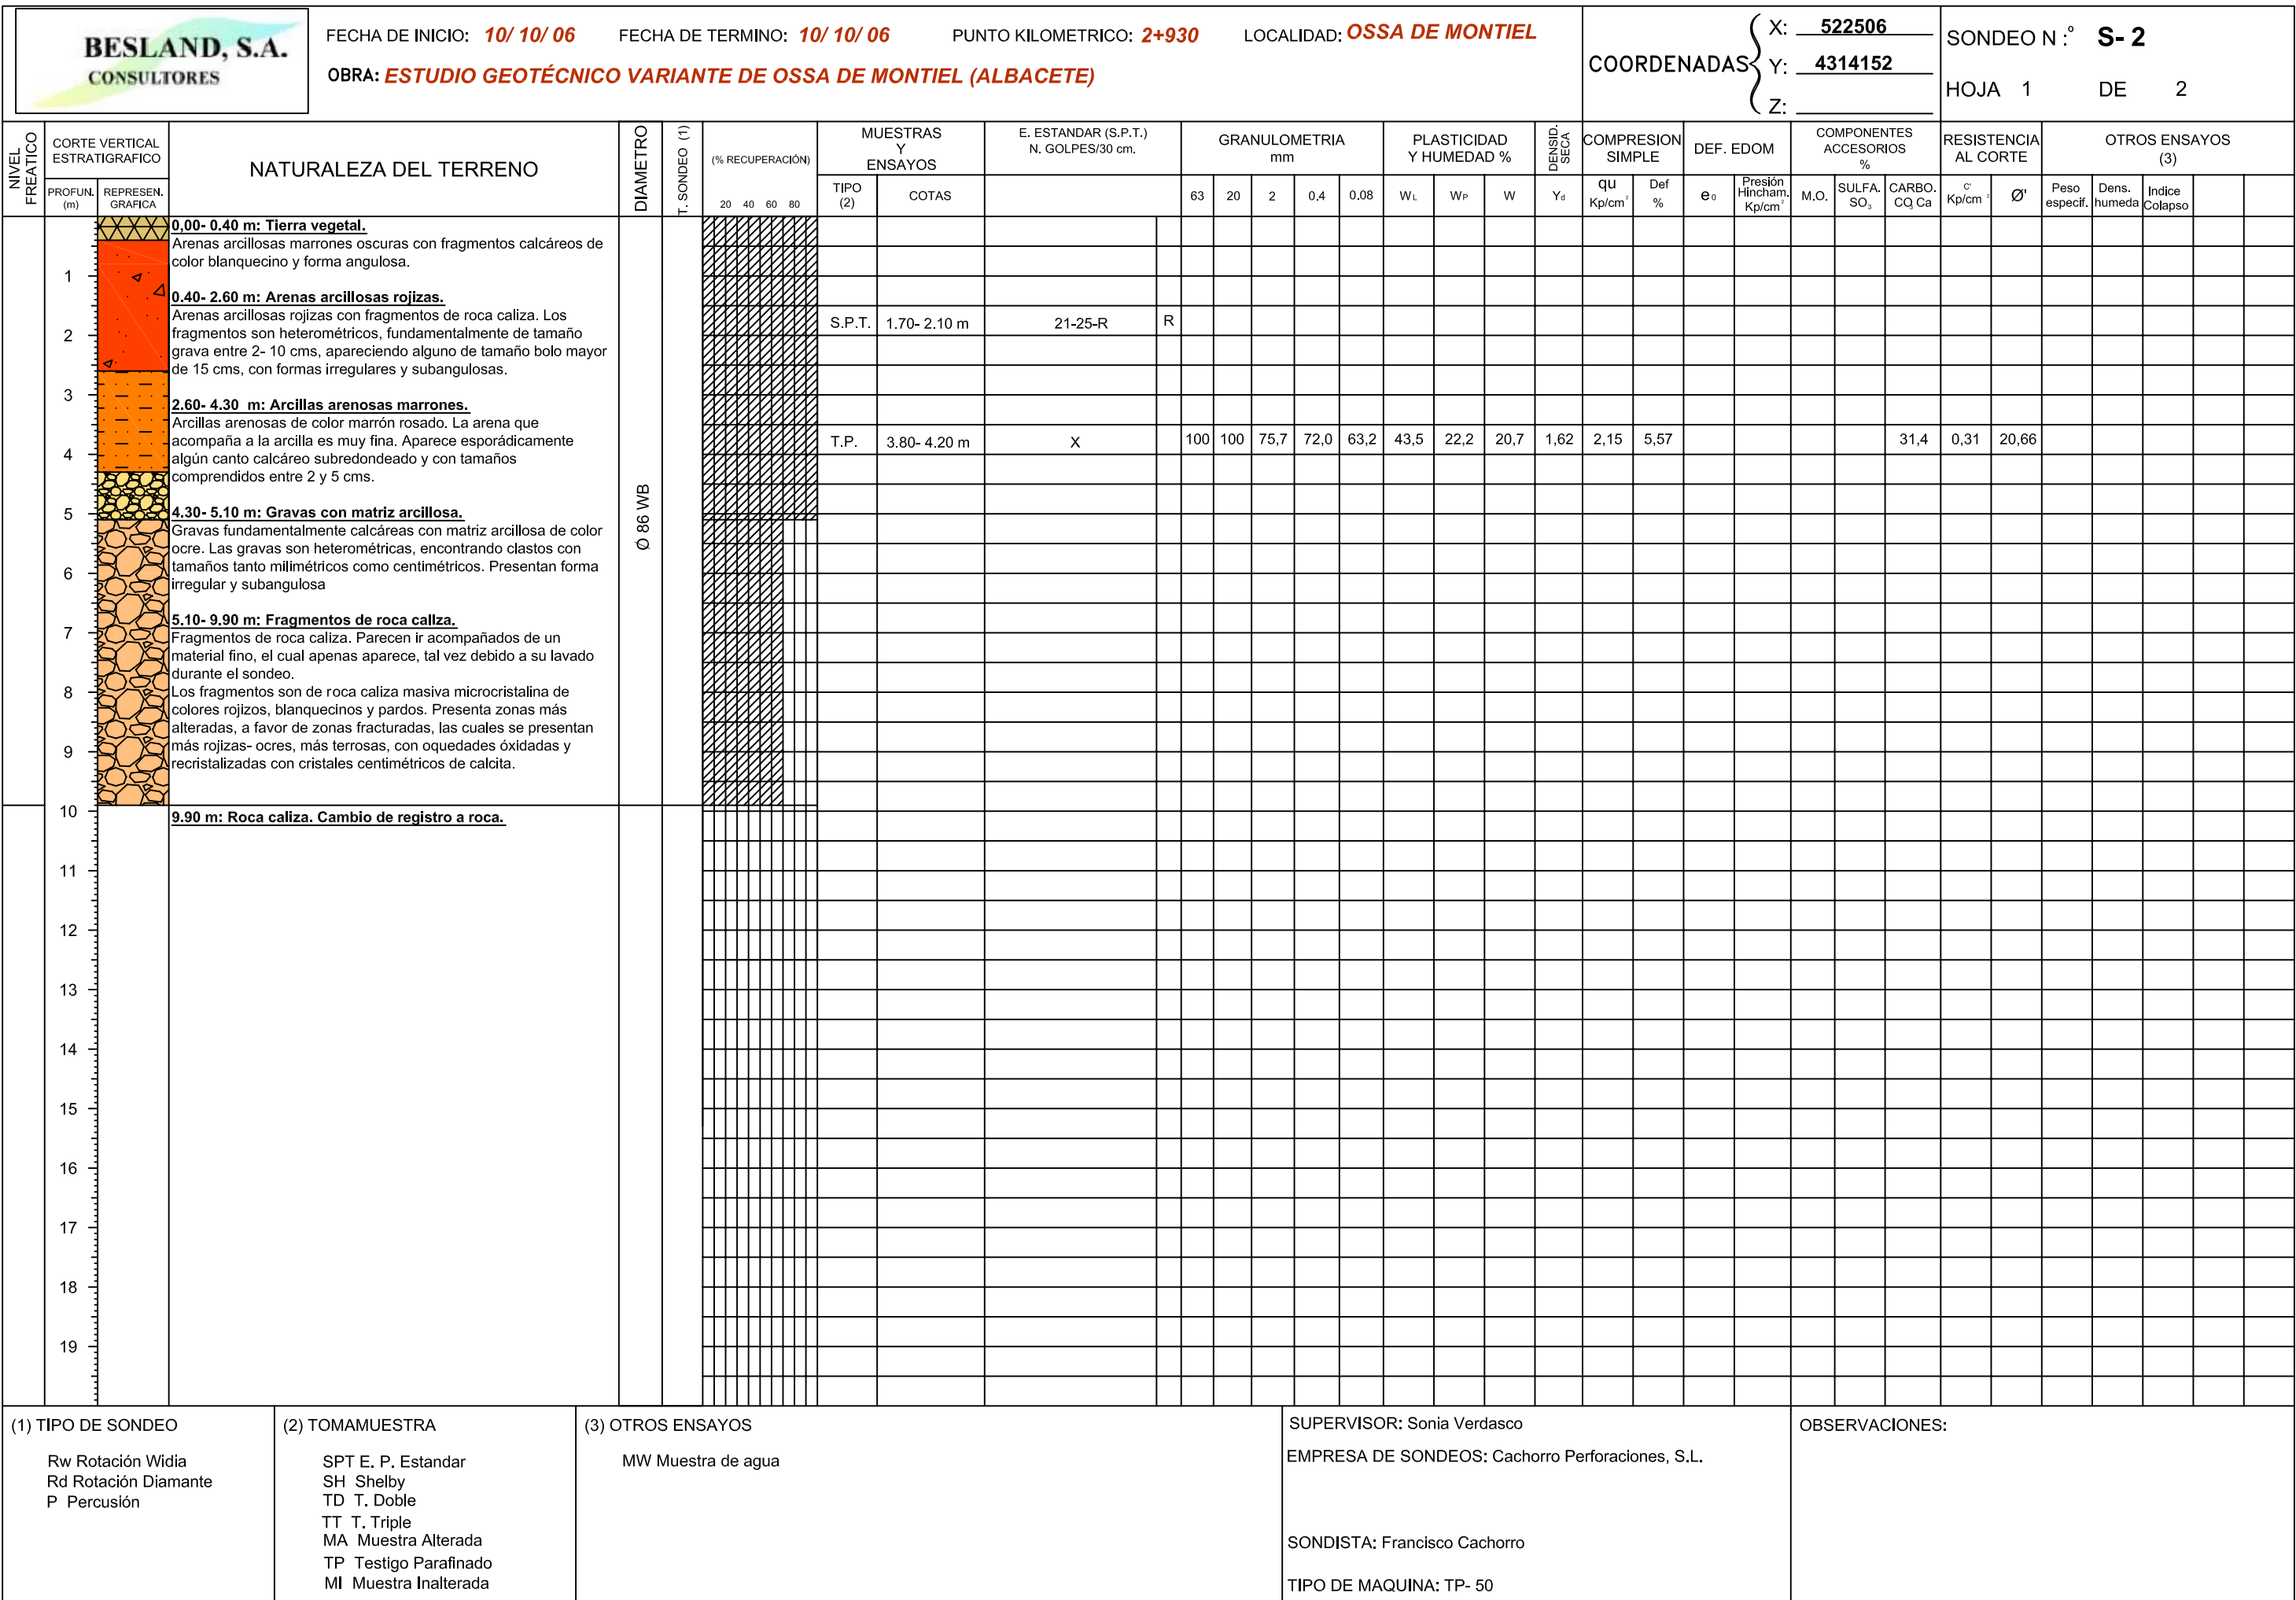 BESLAND, S.A.
CONSULTORES
FECHA DE INICIO: 10/ 10/ 06 FECHA DE TERMINO: 10/ 10/ 06 PUNTO KILOMETRICO: 2+930 LOCALIDAD: OSSA DE MONTIEL
OBRA: ESTUDIO GEOTÉCNICO VARIANTE DE OSSA DE MONTIEL (ALBACETE)
COORDENADAS
X: 522506
Y: 4314152
Z:
SONDEO N :° S- 2
HOJA 1 DE 2
NIVEL FREATICO
CORTE VERTICAL
ESTRATIGRAFICO
PROFUN. (m)
REPRESEN. GRAFICA
NATURALEZA DEL TERRENO
DIAMETRO
T. SONDEO (1)
(% RECUPERACIÓN)
20 40 60 80
MUESTRAS
Y
ENSAYOS
TIPO (2)
COTAS
E. ESTANDAR (S.P.T.)
N. GOLPES/30 cm.
GRANULOMETRIA
mm
63 20 2 0.4 0.08
PLASTICIDAD
Y HUMEDAD %
WL WP W
DENSID. SECA
Yd
COMPRESION
SIMPLE
qu Kp/cm²
Def %
DEF. EDOM
e0
Presión Hincham. Kp/cm²
COMPONENTES
ACCESORIOS
%
M.O.
SULFA. SO3
CARBO. CO3 Ca
RESISTENCIA
AL CORTE
C' Kp/cm²
Ø'
OTROS ENSAYOS
(3)
Peso especif.
Dens. humeda
Indice Colapso
0,00- 0.40 m: Tierra vegetal.
Arenas arcillosas marrones oscuras con fragmentos calcáreos de
color blanquecino y forma angulosa.
0.40- 2.60 m: Arenas arcillosas rojizas.
Arenas arcillosas rojizas con fragmentos de roca caliza. Los
fragmentos son heterométricos, fundamentalmente de tamaño
grava entre 2- 10 cms, apareciendo alguno de tamaño bolo mayor
de 15 cms, con formas irregulares y subangulosas.
2.60- 4.30 m: Arcillas arenosas marrones.
Arcillas arenosas de color marrón rosado. La arena que
acompaña a la arcilla es muy fina. Aparece esporádicamente
algún canto calcáreo subredondeado y con tamaños
comprendidos entre 2 y 5 cms.
4.30- 5.10 m: Gravas con matriz arcillosa.
Gravas fundamentalmente calcáreas con matriz arcillosa de color
ocre. Las gravas son heterométricas, encontrando clastos con
tamaños tanto milimétricos como centimétricos. Presentan forma
irregular y subangulosa
5.10- 9.90 m: Fragmentos de roca caliza.
Fragmentos de roca caliza. Parecen ir acompañados de un
material fino, el cual apenas aparece, tal vez debido a su lavado
durante el sondeo.
Los fragmentos son de roca caliza masiva microcristalina de
colores rojizos, blanquecinos y pardos. Presenta zonas más
alteradas, a favor de zonas fracturadas, las cuales se presentan
más rojizas- ocres, más terrosas, con oquedades óxidadas y
recristalizadas con cristales centimétricos de calcita.
9.90 m: Roca caliza. Cambio de registro a roca.
1
2
3
4
5
6
7
8
9
10
11
12
13
14
15
16
17
18
19
Ø 86 WB
S.P.T. 1.70- 2.10 m 21-25-R R
T.P. 3.80- 4.20 m X 100 100 75,7 72,0 63,2 43,5 22,2 20,7 1,62 2,15 5,57 31,4 0,31 20,66
(1) TIPO DE SONDEO
Rw Rotación Widia
Rd Rotación Diamante
P Percusión
(2) TOMAMUESTRA
SPT E. P. Estandar
SH Shelby
TD T. Doble
TT T. Triple
MA Muestra Alterada
TP Testigo Parafinado
MI Muestra Inalterada
(3) OTROS ENSAYOS
MW Muestra de agua
SUPERVISOR: Sonia Verdasco
EMPRESA DE SONDEOS: Cachorro Perforaciones, S.L.
SONDISTA: Francisco Cachorro
TIPO DE MAQUINA: TP- 50
OBSERVACIONES: